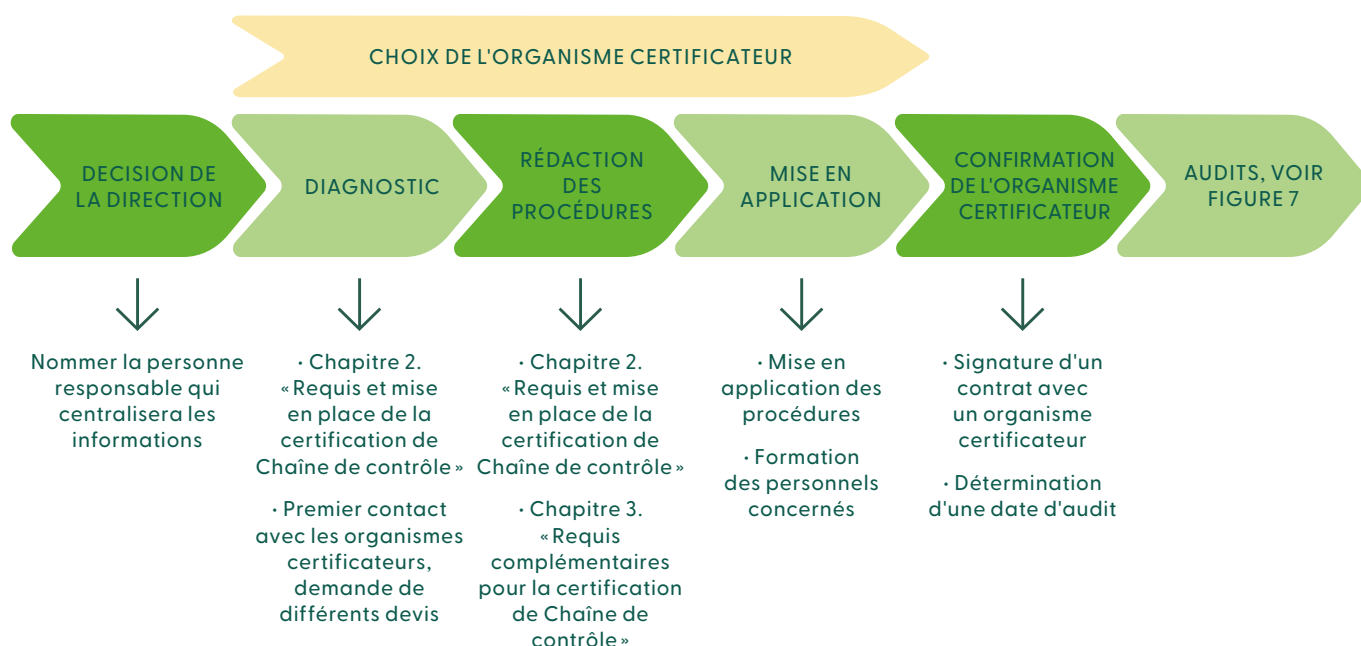 CHOIX DE L'ORGANISME CERTIFICATEUR
DECISION DE
LA DIRECTION
DIAGNOSTIC
RÉDACTION
DES
PROCÉDURES
MISE EN
APPLICATION
CONFIRMATION
DE L'ORGANISME
CERTIFICATEUR
AUDITS, VOIR
FIGURE 7
Nommer la personne
responsable qui
centralisera les
informations
· Chapitre 2.
«Requis et mise
en place de la
certification de
Chaîne de contrôle»
· Premier contact
avec les organismes
certificateurs,
demande de
différents devis
· Chapitre 2.
«Requis et mise
en place de la
certification de
Chaîne de contrôle»
· Chapitre 3.
«Requis
complémentaires
pour la certification
de Chaîne de
contrôle»
· Mise en
application des
procédures
· Formation
des personnels
concernés
· Signature d'un
contrat avec
un organisme
certificateur
· Détermination
d'une date d'audit